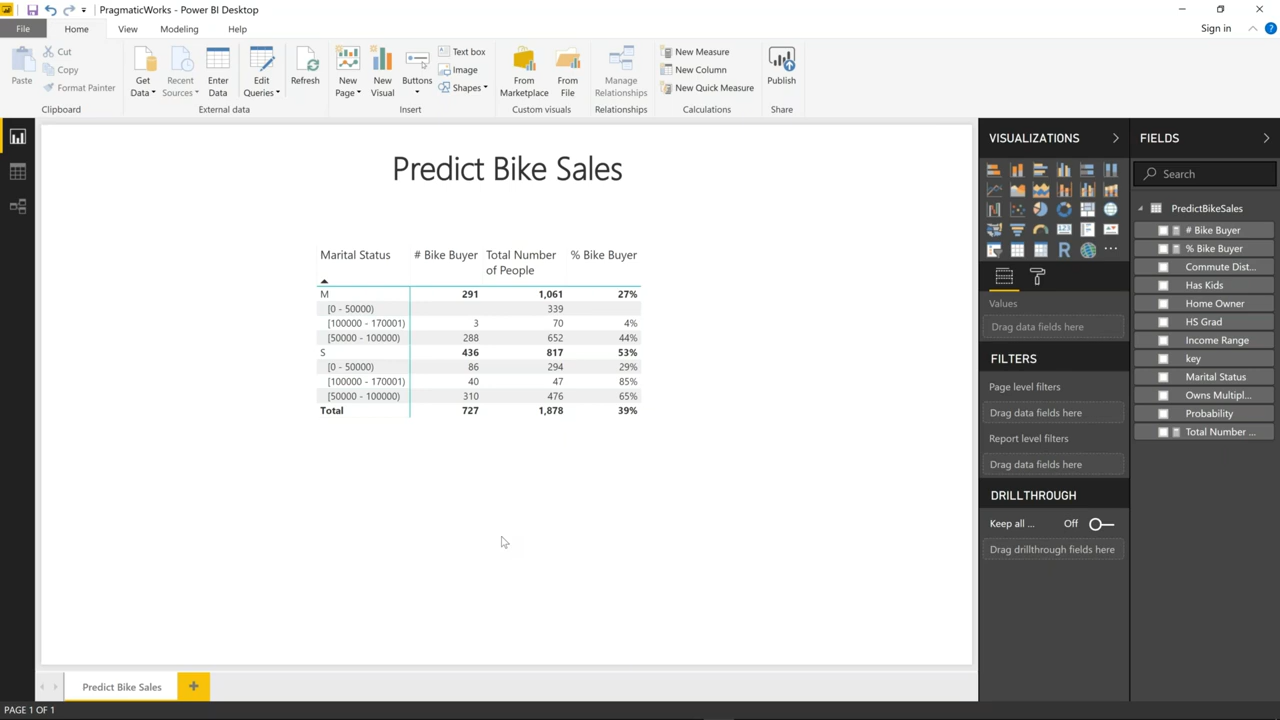 PragmaticWorks - Power BI Desktop
File
Home
View
Modeling
Help
Sign in
Paste
Cut
Copy
Format Painter
Clipboard
Get Data
Recent Sources
Enter Data
Edit Queries
Refresh
External data
New Page
New Visual
Buttons
Text box
Image
Shapes
Insert
From Marketplace
From File
Custom visuals
Manage Relationships
Relationships
New Measure
New Column
New Quick Measure
Calculations
Publish
Share
Predict Bike Sales
Marital Status # Bike Buyer Total Number % Bike Buyer
of People
M 291 1,061 27%
[0 - 50000) 339
[100000 - 170001) 3 70 4%
[50000 - 100000) 288 652 44%
S 436 817 53%
[0 - 50000) 86 294 29%
[100000 - 170001) 40 47 85%
[50000 - 100000) 310 476 65%
Total 727 1,878 39%
VISUALIZATIONS
R
Values
Drag data fields here
FILTERS
Page level filters
Drag data fields here
Report level filters
Drag data fields here
DRILLTHROUGH
Keep all ... Off
Drag drillthrough fields here
FIELDS
Search
PredictBikeSales
# Bike Buyer
% Bike Buyer
Commute Dist...
Has Kids
Home Owner
HS Grad
Income Range
key
Marital Status
Owns Multipl...
Probability
Total Number ...
Predict Bike Sales
PAGE 1 OF 1